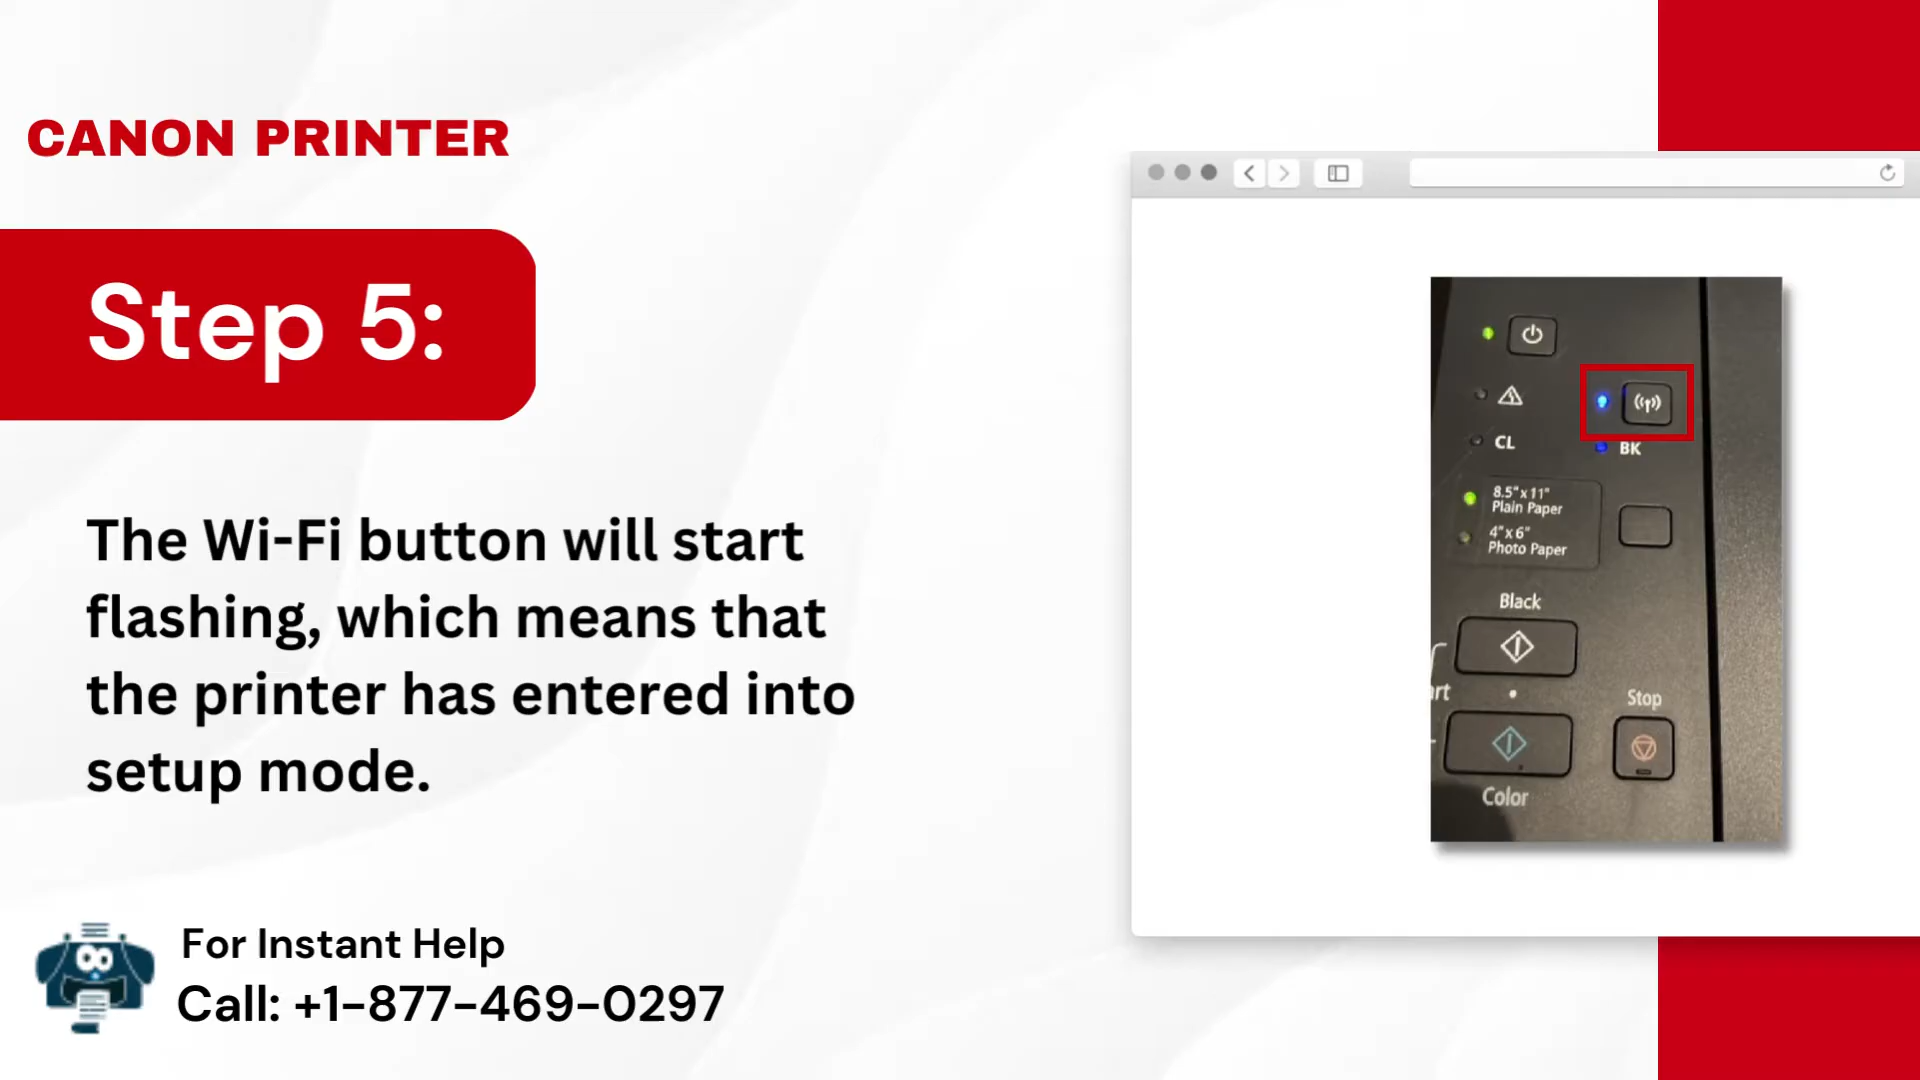 CANON PRINTER
Step 5:
The Wi-Fi button will start
flashing, which means that
the printer has entered into
setup mode.
For Instant Help
Call: +1-877-469-0297
CL
BK
8.5"x11"
Plain Paper
4"x6"
Photo Paper
Black
art
Stop
Color